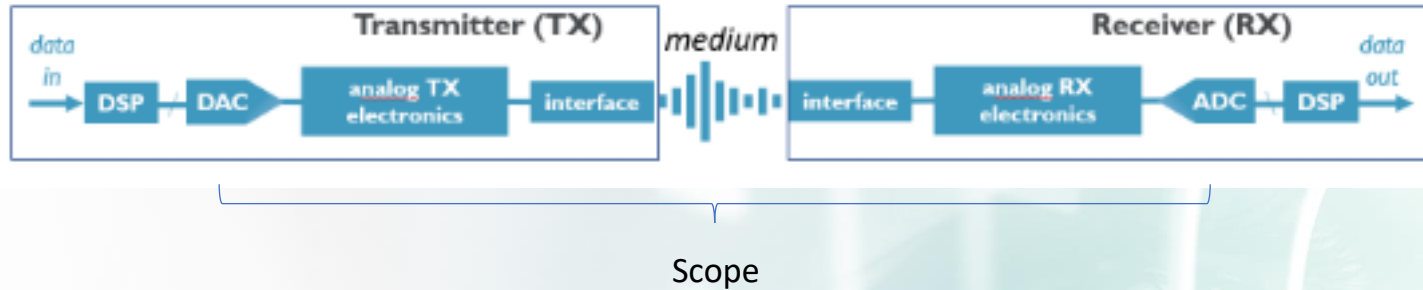 Transmitter (TX)
medium
Receiver (RX)
data
in
DSP
DAC
analog TX
electronics
interface
interface
analog RX
electronics
ADC
DSP
data
out
Scope